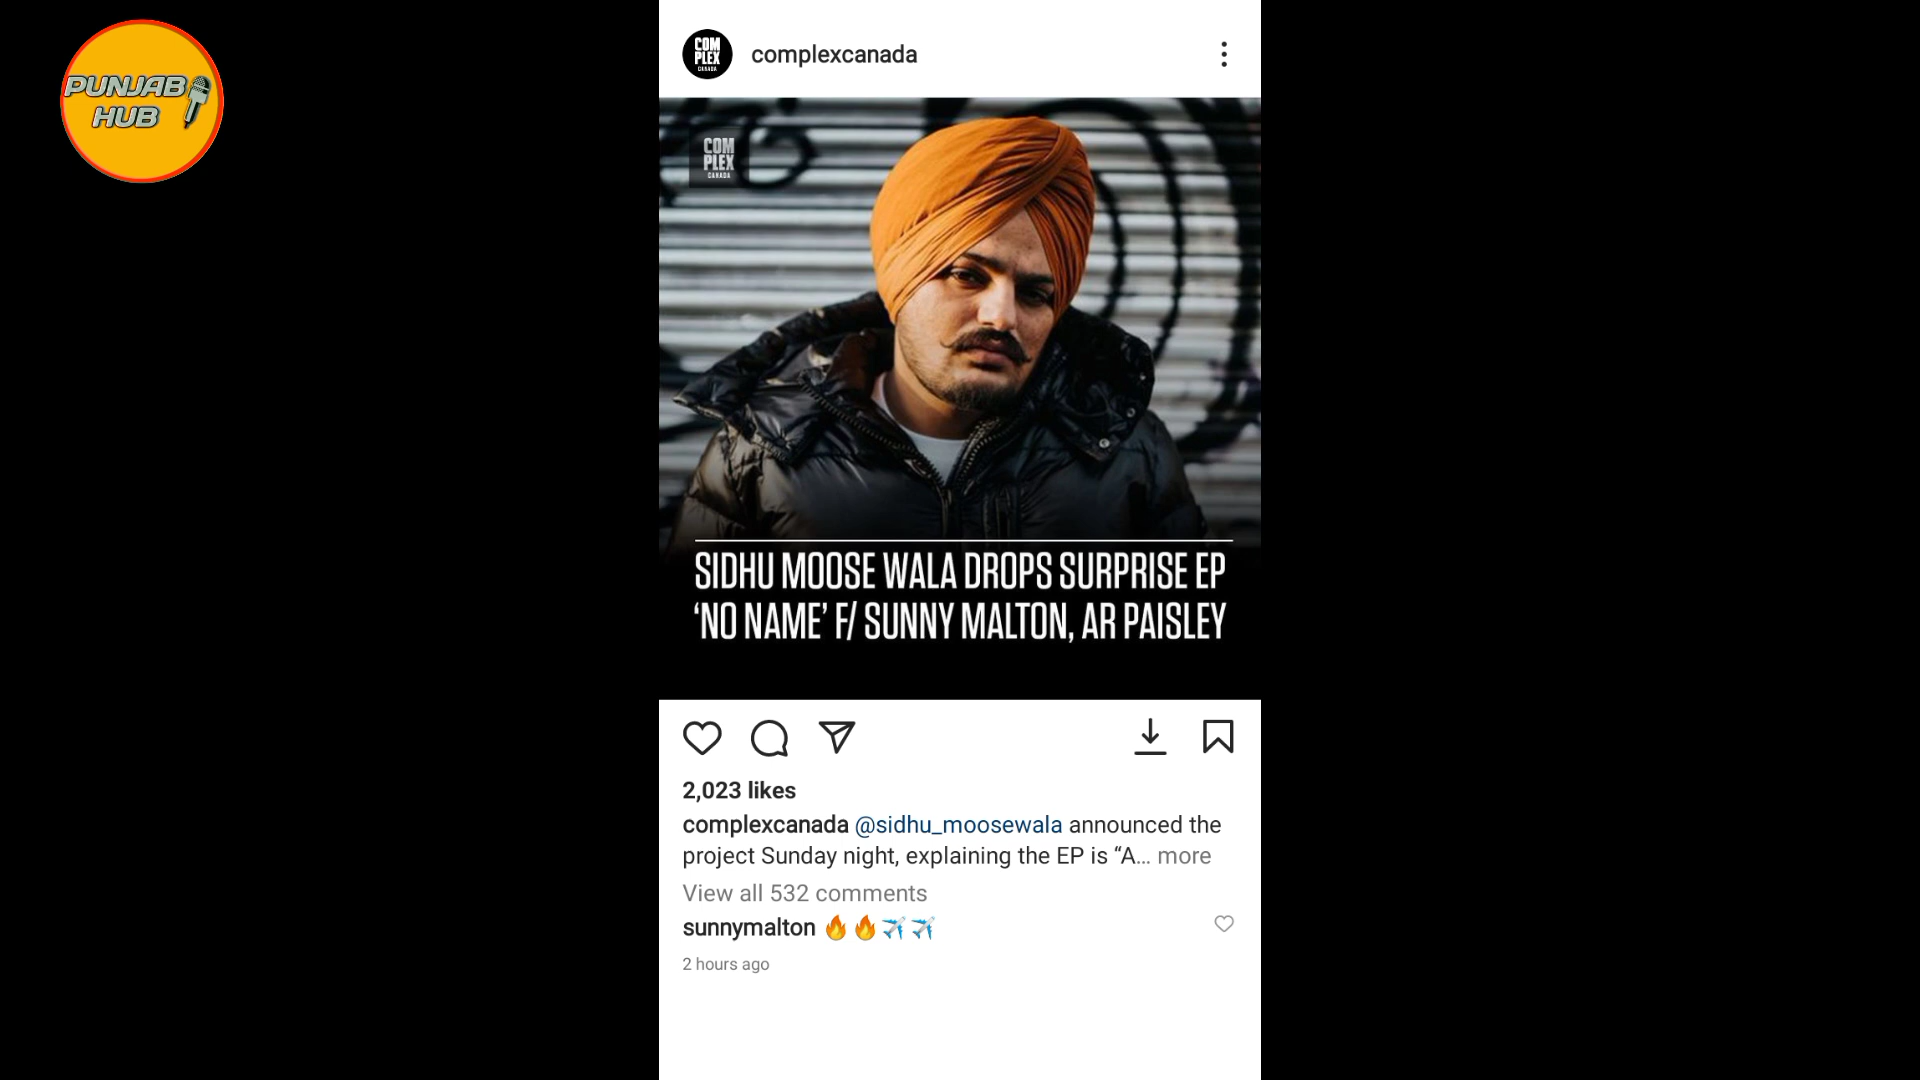 PUNJAB
HUB
COM
PLEX
CANADA
complexcanada
COM
PLEX
CANADA
SIDHU MOOSE WALA DROPS SURPRISE EP
‘NO NAME’ F/ SUNNY MALTON, AR PAISLEY
2,023 likes
complexcanada @sidhu_moosewala announced the
project Sunday night, explaining the EP is “A... more
View all 532 comments
sunnymalton 🔥🔥✈️✈️
2 hours ago